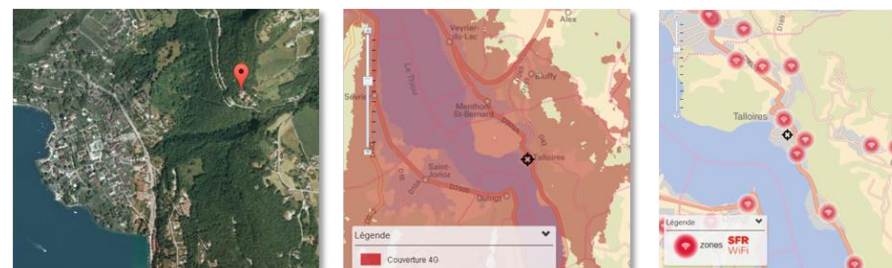 Alex
Veyrier-
du-Lac
Bluffy
Sévrier
Menthon-
St-Bernard
Talloires
Saint-
Jorioz
Duingt
Légende
Couverture 4G
Talloires
Légende
zones SFR
WiFi